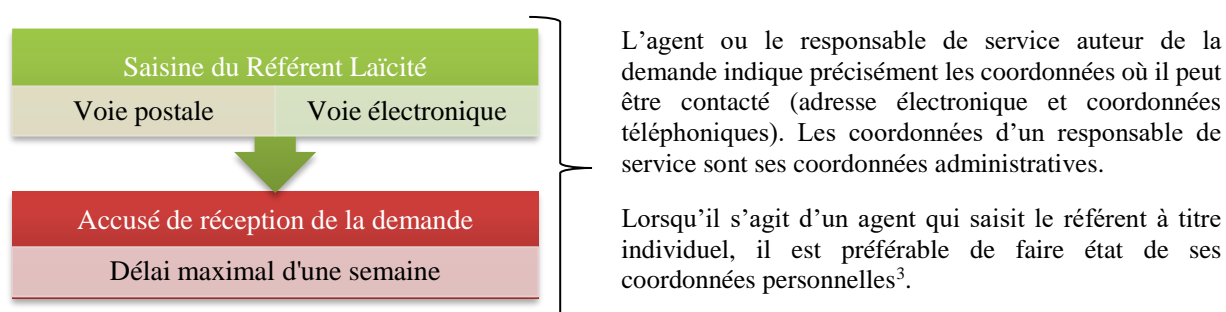 Saisine du Référent Laïcité
Voie postale Voie électronique
Accusé de réception de la demande
Délai maximal d'une semaine
L’agent ou le responsable de service auteur de la
demande indique précisément les coordonnées où il peut
être contacté (adresse électronique et coordonnées
téléphoniques). Les coordonnées d’un responsable de
service sont ses coordonnées administratives.
Lorsqu’il s’agit d’un agent qui saisit le référent à titre
individuel, il est préférable de faire état de ses
coordonnées personnelles³.